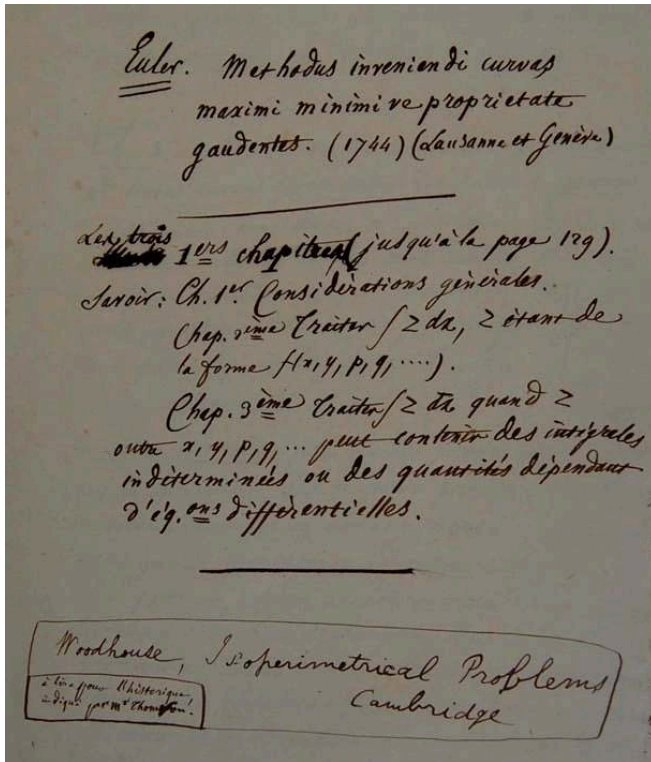 Euler. Methodus inveniendi curvas
maximi minimi ve proprietate
gaudentes. (1744) (Lausanne et Genève)
Les trois
1ers chapitres (jusqu'à la page 129).
Savoir: Ch. 1er. Considérations générales.
Chap. 2ème Traiter ∫ Z dx, Z étant de
la forme f(x, y, p, q, ....).
Chap. 3ème Traiter ∫ Z dx quand Z
outre x, y, p, q, ... peut contenir des intégrales
indéterminées ou des quantités dépendant
d'éq.ons différentielles.
Woodhouse, Isoperimetrical Problems
Cambridge
à lire pour l'historique,
indiqué par Mr Thomson.